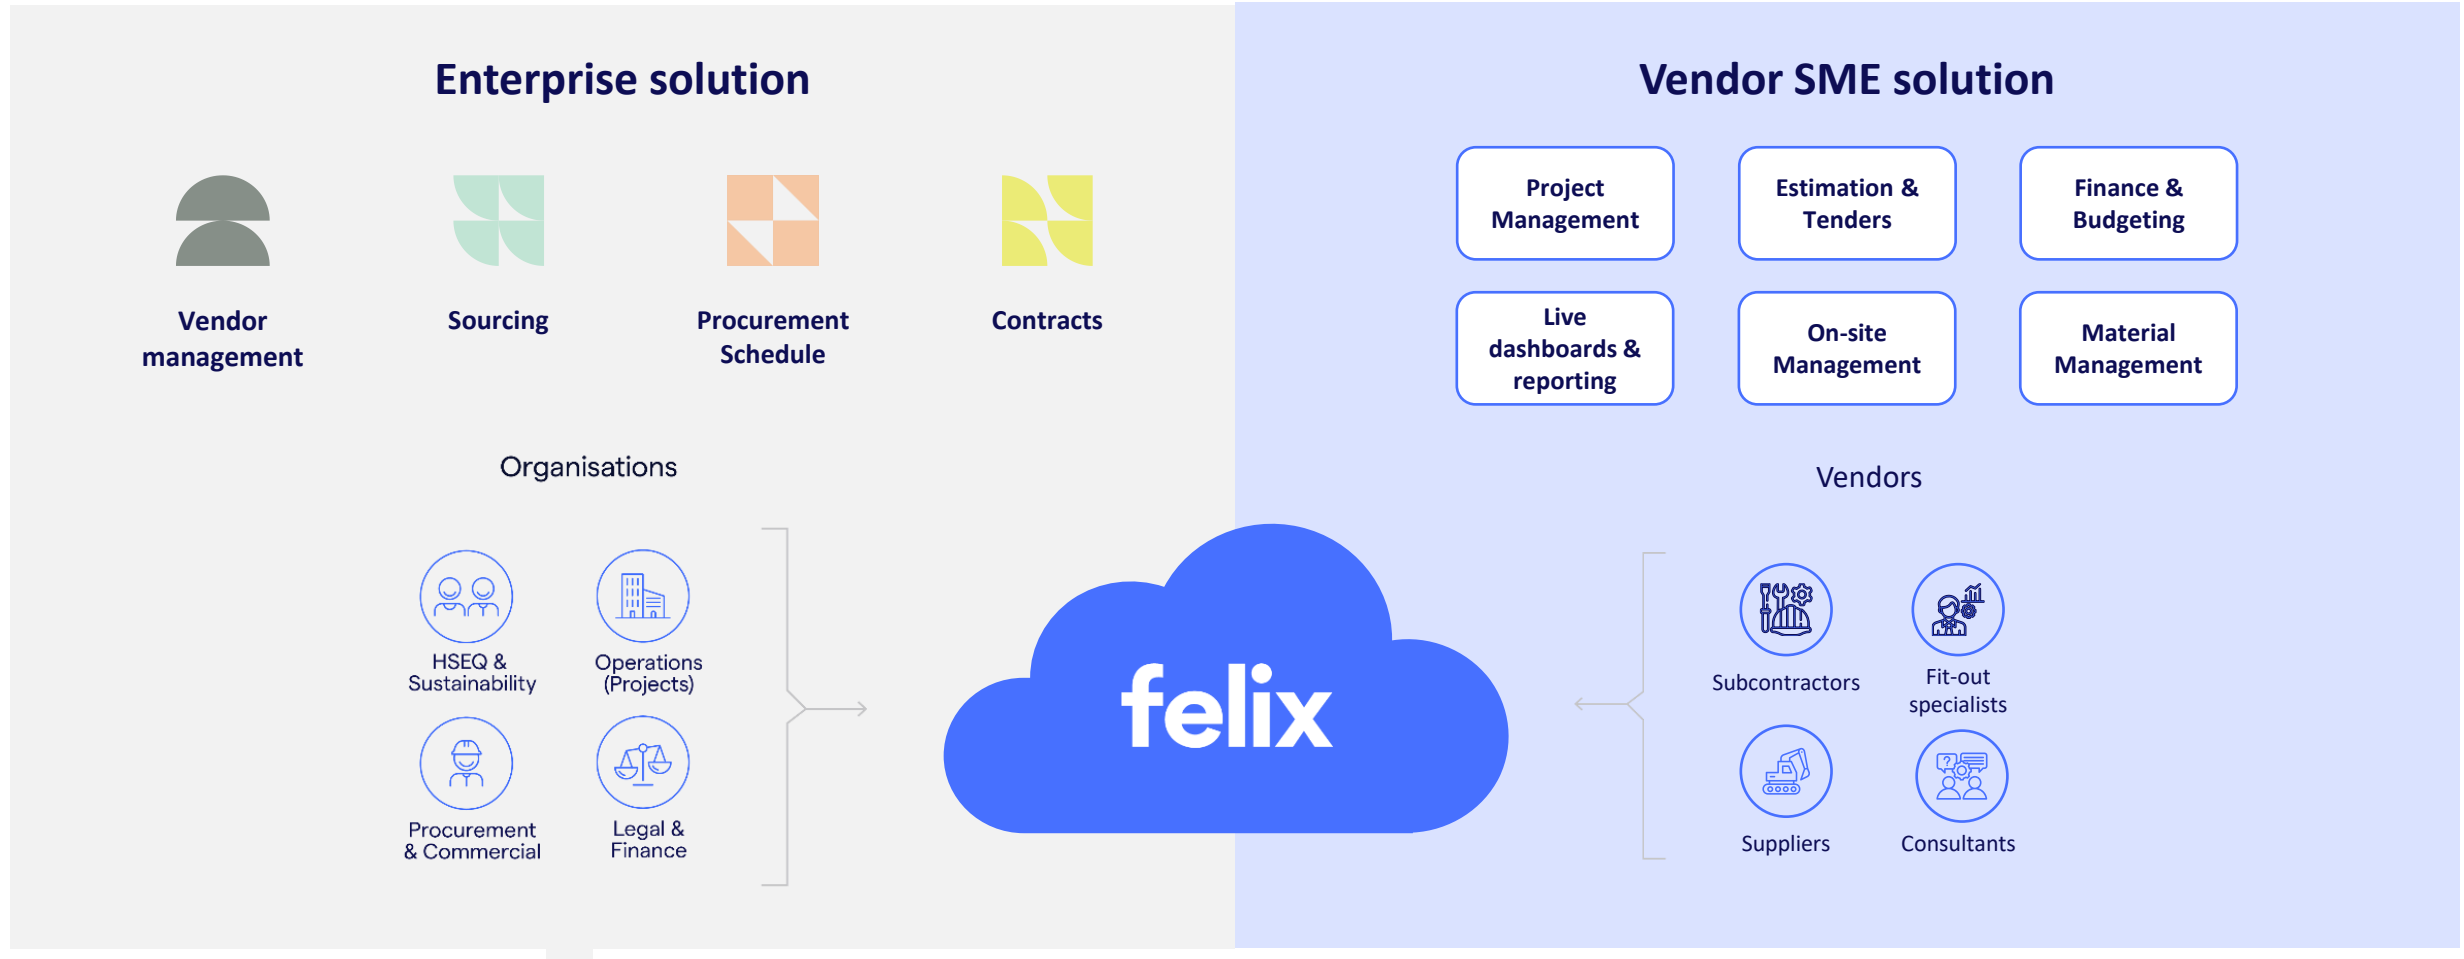 Enterprise solution
Vendor
management
Sourcing
Procurement
Schedule
Contracts
Organisations
HSEQ &
Sustainability
Operations
(Projects)
Procurement
& Commercial
Legal &
Finance
felix
Vendor SME solution
Project
Management
Estimation &
Tenders
Finance &
Budgeting
Live
dashboards &
reporting
On-site
Management
Material
Management
Vendors
Subcontractors
Fit-out
specialists
Suppliers
?
Consultants